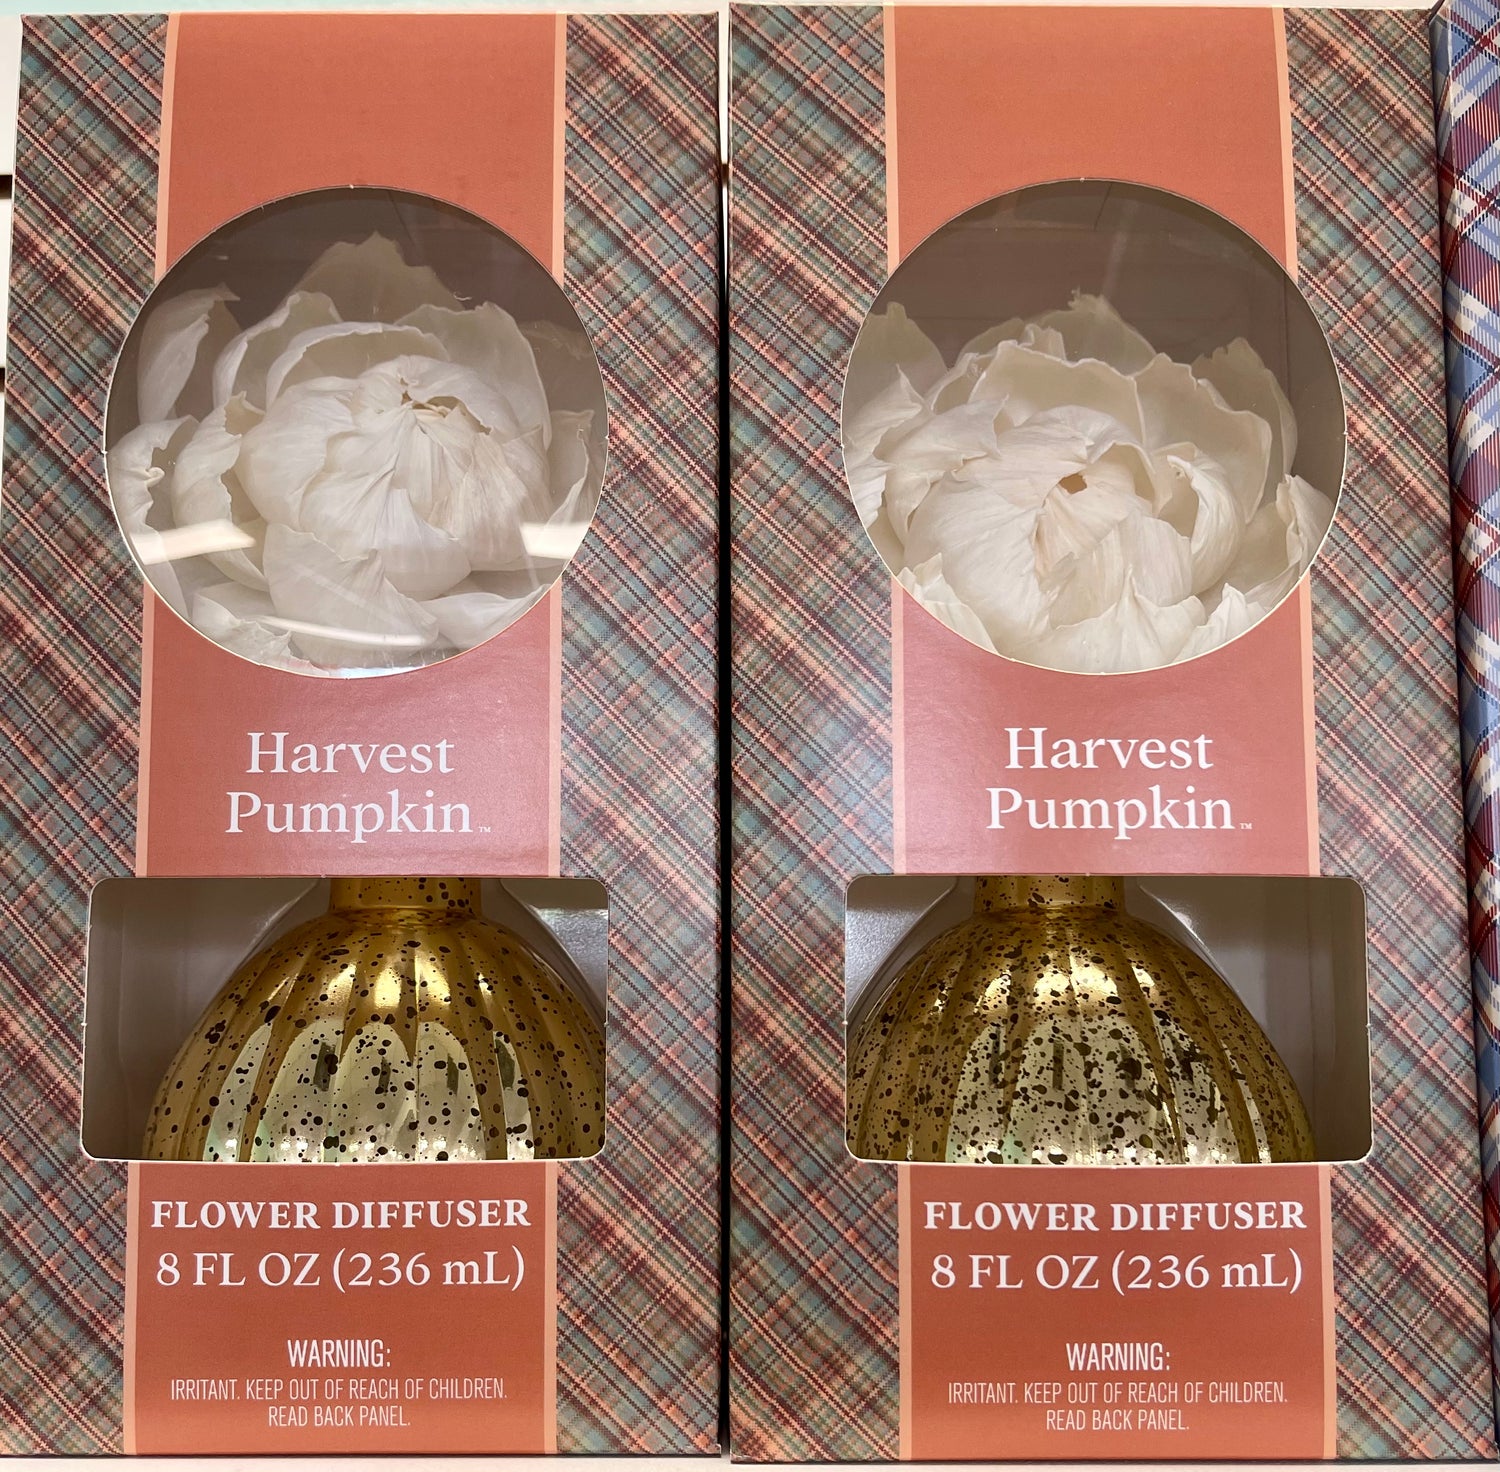 Harvest
Pumpkin™
FLOWER DIFFUSER
8 FL OZ (236 mL)
WARNING:
IRRITANT. KEEP OUT OF REACH OF CHILDREN.
READ BACK PANEL.
Harvest
Pumpkin™
FLOWER DIFFUSER
8 FL OZ (236 mL)
WARNING:
IRRITANT. KEEP OUT OF REACH OF CHILDREN.
READ BACK PANEL.